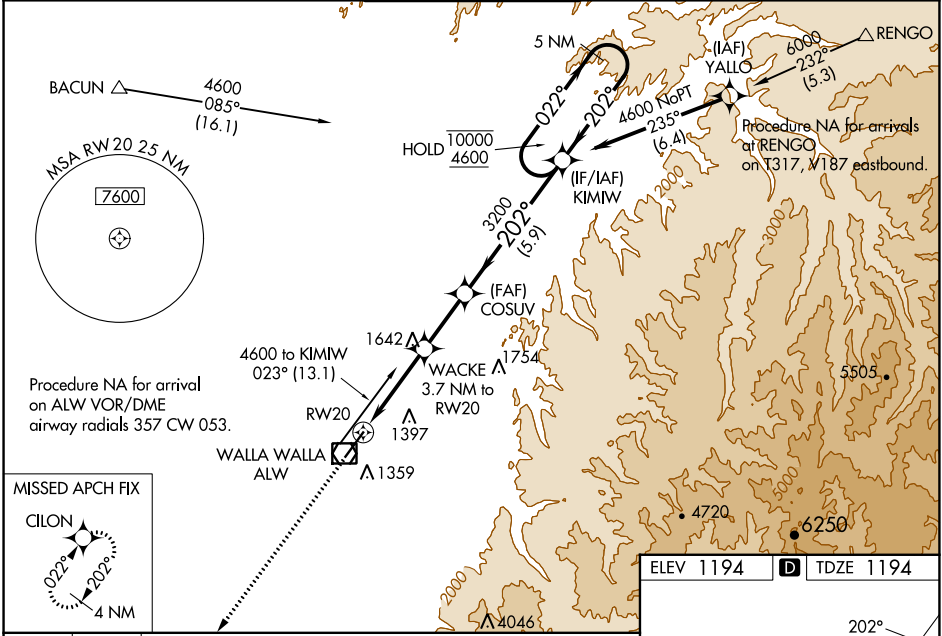 5 NM
(IAF)
YALLO
6000
232°
(5.3)
RENGO
BACUN
4600
085°
(16.1)
022°
202°
4600 NoPT
235°
(6.4)
Procedure NA for arrivals
at RENGO
on T317, V187 eastbound.
HOLD
10000
4600
MSA RW20 25 NM
7600
(IF/IAF)
KIMIW
2000
3000
3200
202°
(5.9)
(FAF)
COSUV
1642
4600 to KIMIW
023° (13.1)
WACKE
3.7 NM to
RW20
1754
5505
Procedure NA for arrival
on ALW VOR/DME
airway radials 357 CW 053.
RW20
1397
WALLA WALLA
ALW
1359
MISSED APCH FIX
CILON
022°
202°
4 NM
4720
5000
6250
2000
4046
ELEV 1194
D
TDZE 1194
202°